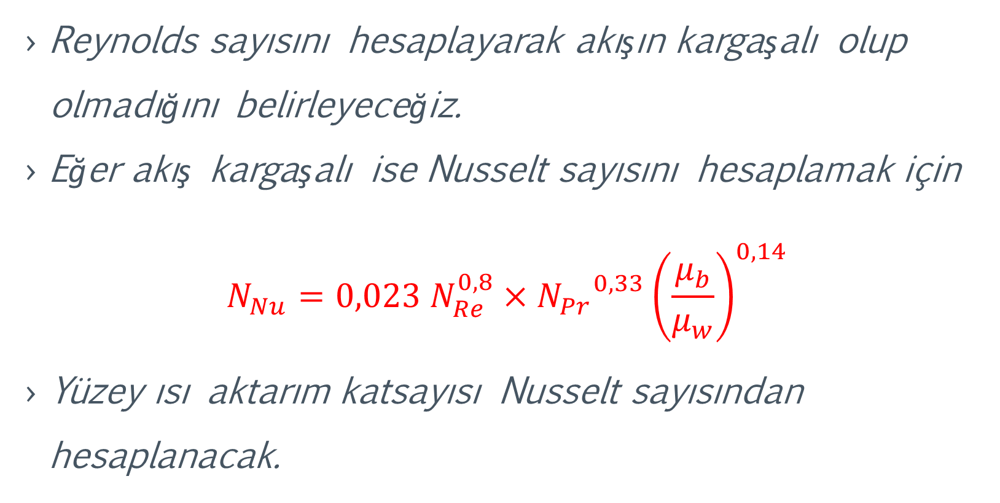 › Reynolds sayısını hesaplayarak akışın kargaşalı olup
olmadığını belirleyeceğiz.
› Eğer akış kargaşalı ise Nusselt sayısını hesaplamak için
$N_{Nu} = 0,023 \; N_{Re}^{0,8} \times {N_{Pr}}^{0,33} \left( \frac{\mu_b}{\mu_w} \right)^{0,14}$
› Yüzey ısı aktarım katsayısı Nusselt sayısından
hesaplanacak.